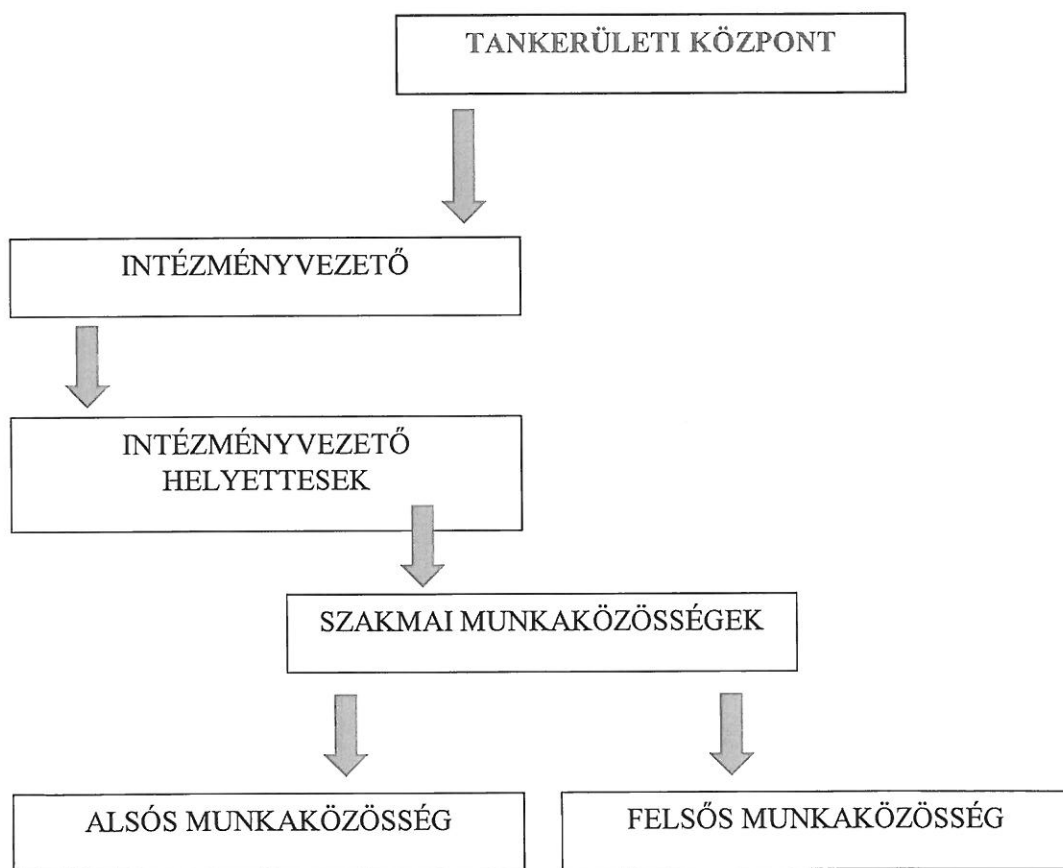 TANKERÜLETI KÖZPONT
INTÉZMÉNYVEZETŐ
INTÉZMÉNYVEZETŐ
HELYETTESEK
SZAKMAI MUNKAKÖZÖSSÉGEK
ALSÓS MUNKAKÖZÖSSÉG
FELSŐS MUNKAKÖZÖSSÉG